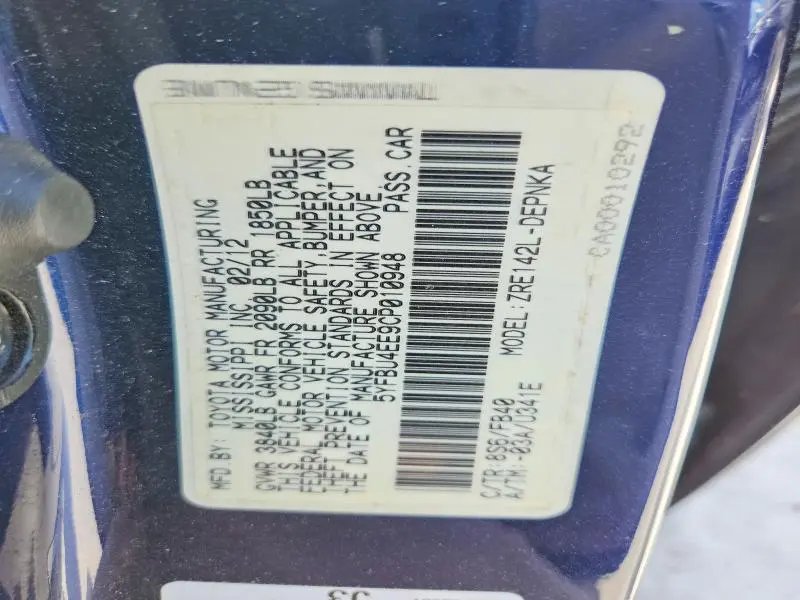 MFD.BY: TOYOTA MOTOR MANUFACTURING
MISSISSIPPI INC. 02/12
GVWR 3840LB GAWR FR 2090LB RR 1850LB
THIS VEHICLE CONFORMS TO ALL APPLICABLE
FEDERAL MOTOR VEHICLE SAFETY,BUMPER,AND
THEFT PREVENTION STANDARDS IN EFFECT ON
THE DATE OF MANUFACTURE SHOWN ABOVE.
5YFBU4EE9CP010948 PASS.CAR
C/TR:8S6/FB40 MODEL:ZRE142L-DEPNKA
A/TM:-03A/U341E
CA00010292